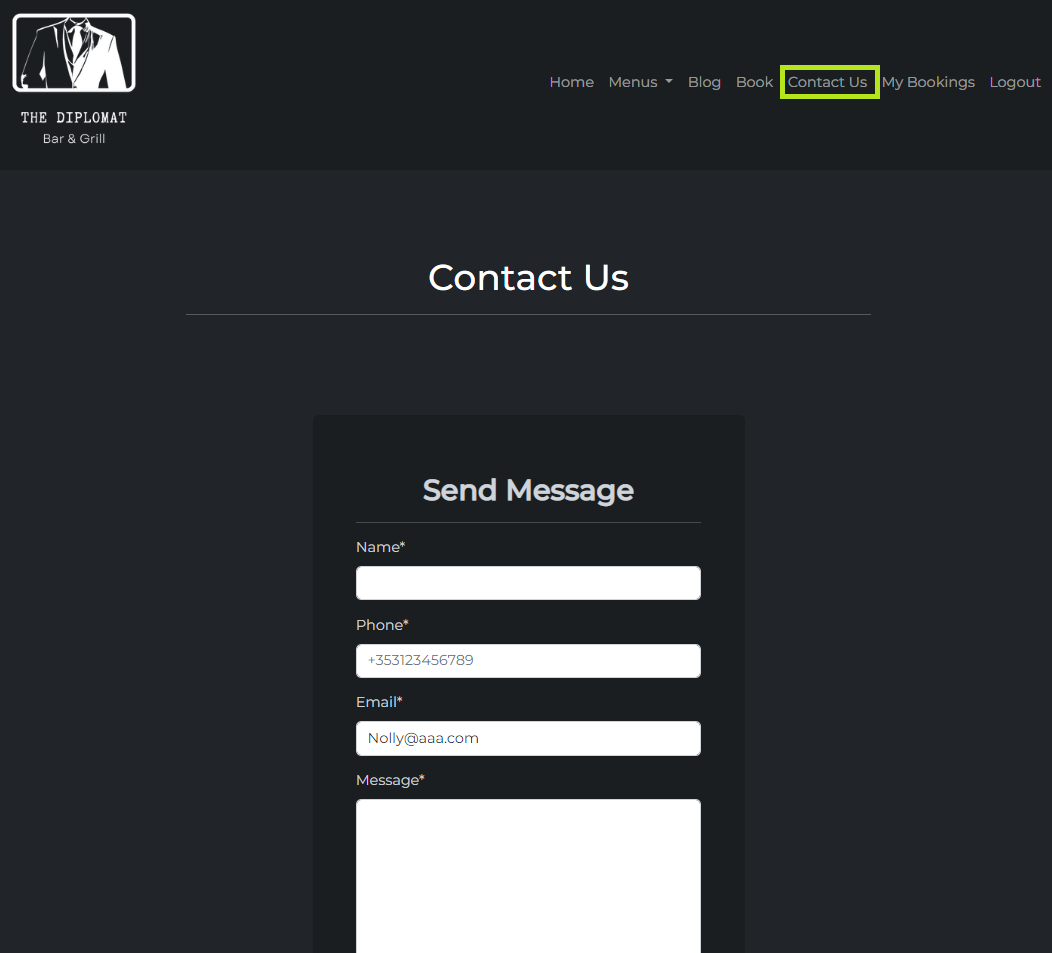 THE DIPLOMAT
Bar & Grill
Home Menus Blog Book Contact Us My Bookings Logout
Contact Us
Send Message
Name*
Phone*
+353123456789
Email*
Nolly@aaa.com
Message*